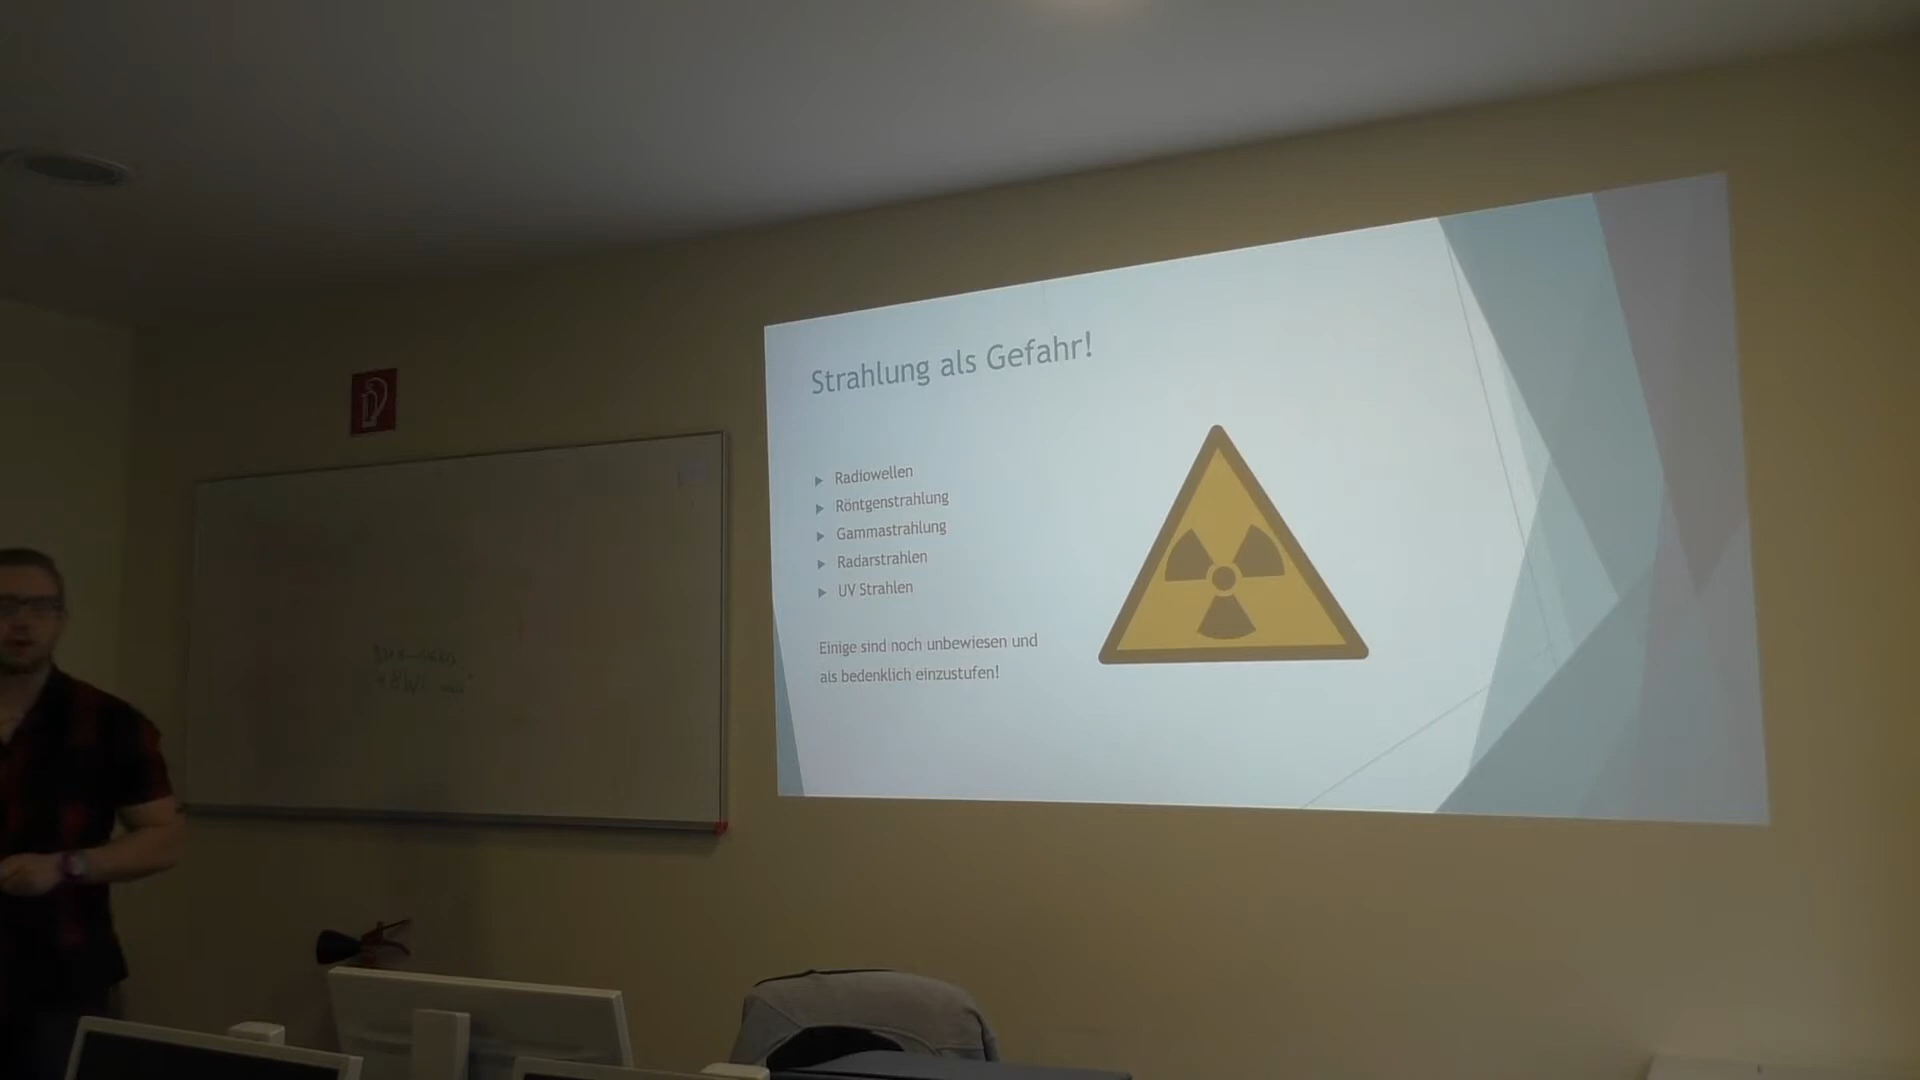 Strahlung als Gefahr!
Radiowellen
Röntgenstrahlung
Gammastrahlung
Radarstrahlen
UV Strahlen
Einige sind noch unbewiesen und
als bedenklich einzustufen!